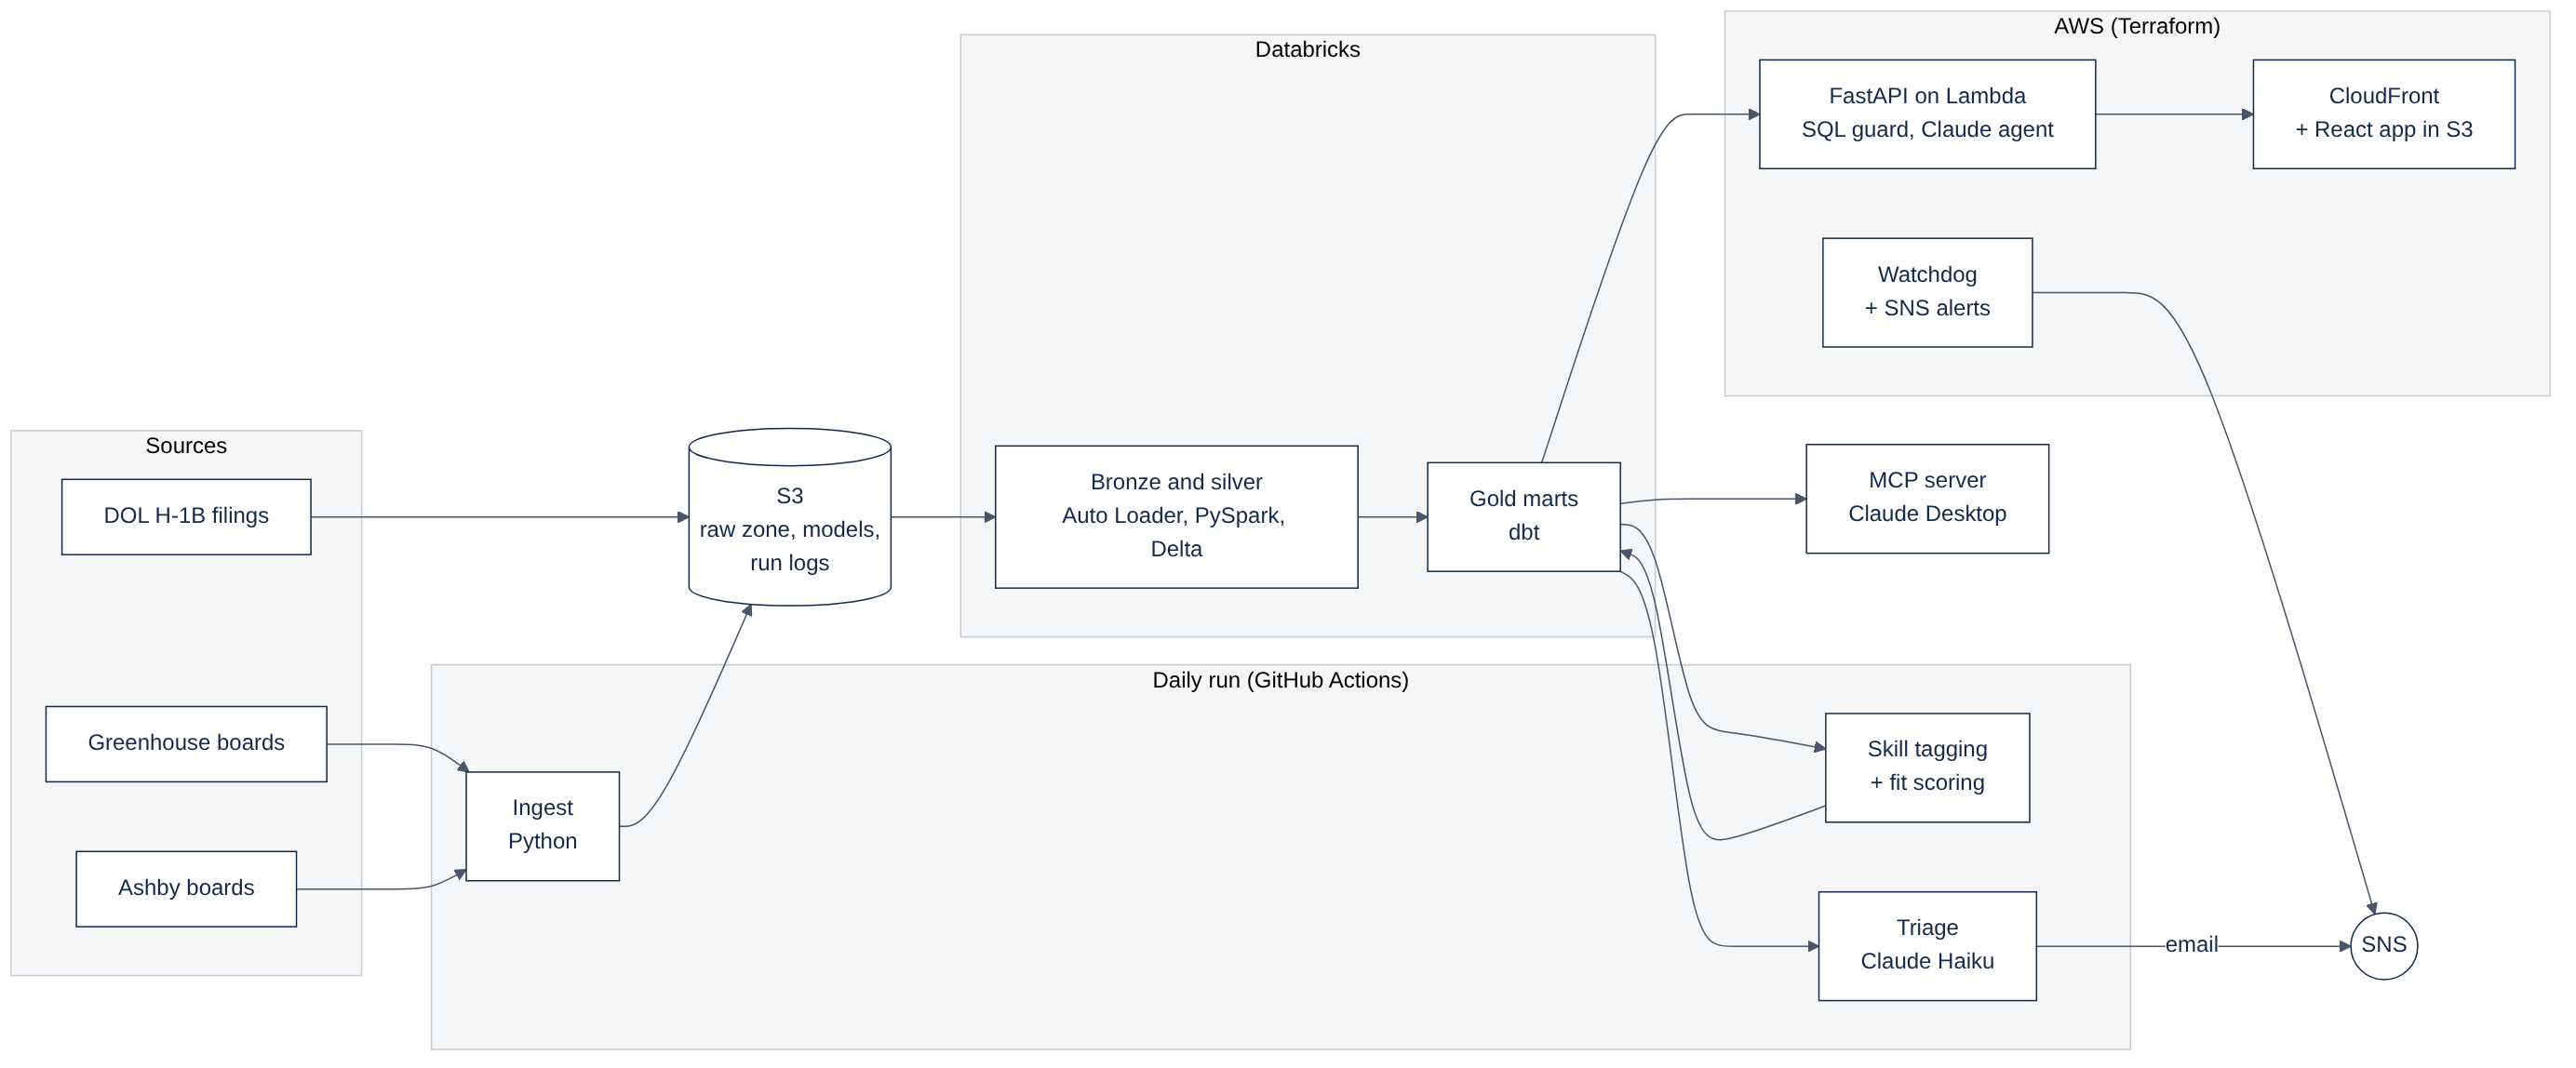 AWS (Terraform)
Databricks
FastAPI on Lambda
SQL guard, Claude agent
CloudFront
+ React app in S3
Watchdog
+ SNS alerts
Sources
DOL H-1B filings
S3
raw zone, models,
run logs
Bronze and silver
Auto Loader, PySpark,
Delta
Gold marts
dbt
MCP server
Claude Desktop
Daily run (GitHub Actions)
Greenhouse boards
Ashby boards
Ingest
Python
Skill tagging
+ fit scoring
Triage
Claude Haiku
email
SNS